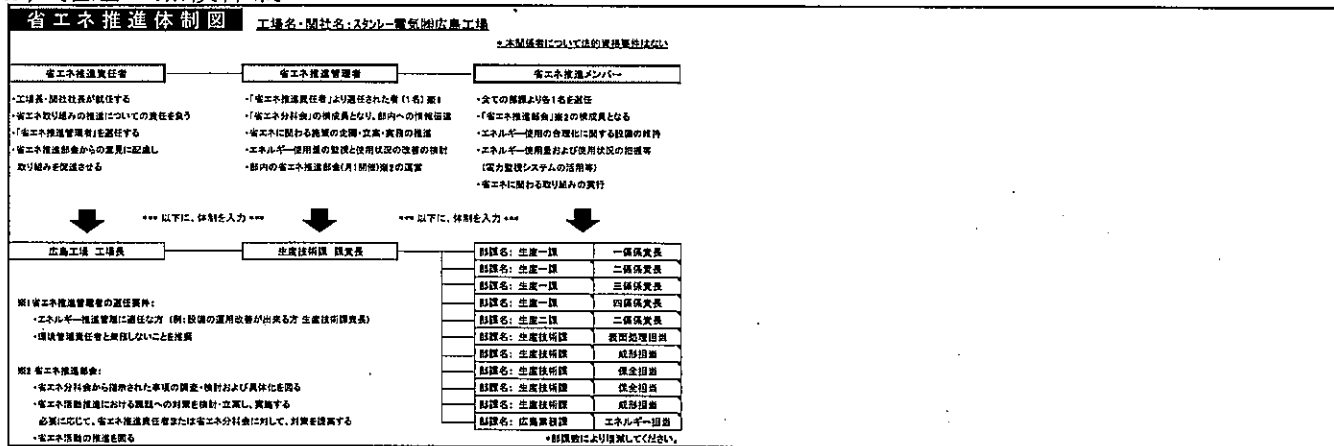 省エネ推進体制図 工場名・関社名:スタンレー電気㈱広島工場
*本関係者について法的資格要件はない
省エネ推進責任者 省エネ推進管理者 省エネ推進メンバー
・工場長・関社社長が就任する
・省エネ取り組みの推進についての責任を負う
・「省エネ推進管理者」を選任する
・省エネ推進部会からの意見に配慮し
取り組みを促進させる
・「省エネ推進責任者」より選任された者(1名)※1
・「省エネ分科会」の構成員となり、部内への情報伝達
・省エネに関わる施策の企画・立案・実務の推進
・エネルギー使用量の監視と使用状況の改善の検討
・部内の省エネ推進部会(月1開催)※2の運営
・全ての部課より各1名を選任
・「省エネ推進部会」※2の構成員となる
・エネルギー使用の合理化に関する設備の維持
・エネルギー使用量および使用状況の把握等
(電力監視システムの活用等)
・省エネに関わる取り組みの実行
*** 以下に、体制を入力 *** *** 以下に、体制を入力 ***
広島工場 工場長 生産技術課 課責長
部課名: 生産一課 一係係責長
部課名: 生産一課 二係係責長
部課名: 生産一課 三係係責長
部課名: 生産一課 四係係責長
部課名: 生産二課 二係係責長
部課名: 生産技術課 表面処理担当
部課名: 生産技術課 成形担当
部課名: 生産技術課 保全担当
部課名: 生産技術課 保全担当
部課名: 生産技術課 成形担当
部課名: 広島業務課 エネルギー担当
*部課数により増減してください。
※1省エネ推進管理者の選任要件:
・エネルギー推進管理に適任な方 (例:設備の運用改善が出来る方 生産技術課責長)
・環境管理責任者と兼任しないことを推奨
※2 省エネ推進部会:
・省エネ分科会から指示された事項の調査・検討および具体化を図る
・省エネ活動推進における課題への対策を検討・立案し、実施する
必要に応じて、省エネ推進責任者または省エネ分科会に対して、対策を提案する
・省エネ活動の推進を図る